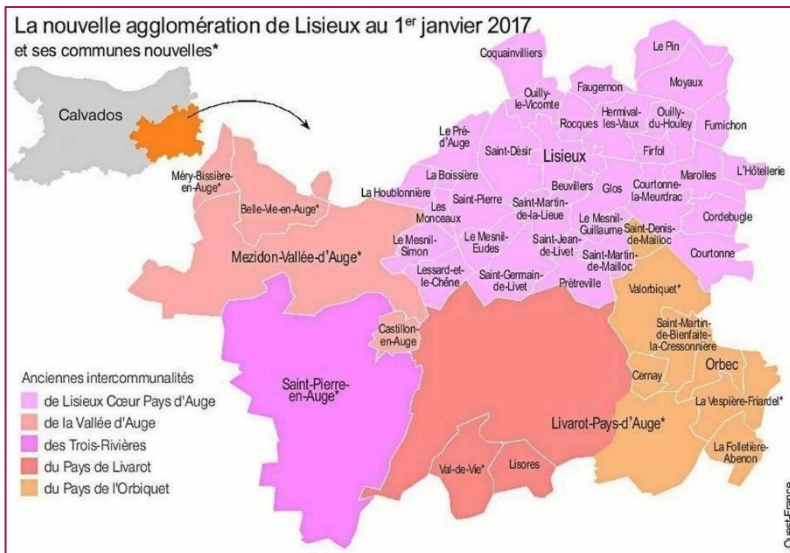 La nouvelle agglomération de Lisieux au 1er janvier 2017
et ses communes nouvelles*
Calvados
Coquainvilliers
Le Pin
Moyaux
Ouilly-
le-Vicomte
Faugernon
Rocques
Hermival-
les-Vaux
Ouilly-
du-Houley
Fumichon
Le Pré-
d'Auge
Saint-Désir
Lisieux
Firfol
L'Hôtellerie
Méry-Bissière-
en-Auge*
La Houblonnière
La Boissière
Beuvillers
Glos
Courtonne-
la-Meurdrac
Marolles
Belle-Vie-en-Auge*
Les
Monceaux
Saint-Pierre
Saint-Martin-
de-la-Lieue
Cordebugle
Mezidon-Vallée-d'Auge*
Le Mesnil-
Simon
Le Mesnil-
Eudes
Saint-Jean-
de-Livet
Le Mesnil-
Guillaume
Saint-Denis-
de-Mailloc
Courtonne
Lessard-et-
le-Chêne
Saint-Germain-
de-Livet
Saint-Martin-
de-Mailloc
Prêtreville
Valorbiquet*
Castillon-
en-Auge
Saint-Martin-
de-Bienfaite-
la-Cressonnière
Saint-Pierre-
en-Auge*
Cernay
Orbec
La Vespière-Friardel*
Livarot-Pays-d'Auge*
La Folletière-
Abenon
Val-de-Vie*
Lisores
Anciennes intercommunalités
de Lisieux Cœur Pays d'Auge
de la Vallée d'Auge
des Trois-Rivières
du Pays de Livarot
du Pays de l'Orbiquet
Ouest-France